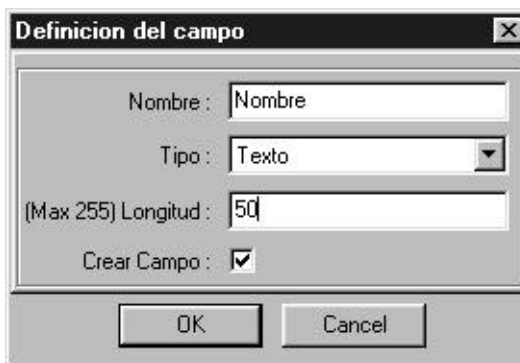 Definicion del campo
Nombre : Nombre
Tipo : Texto
(Max 255) Longitud : 50
Crear Campo :
OK Cancel